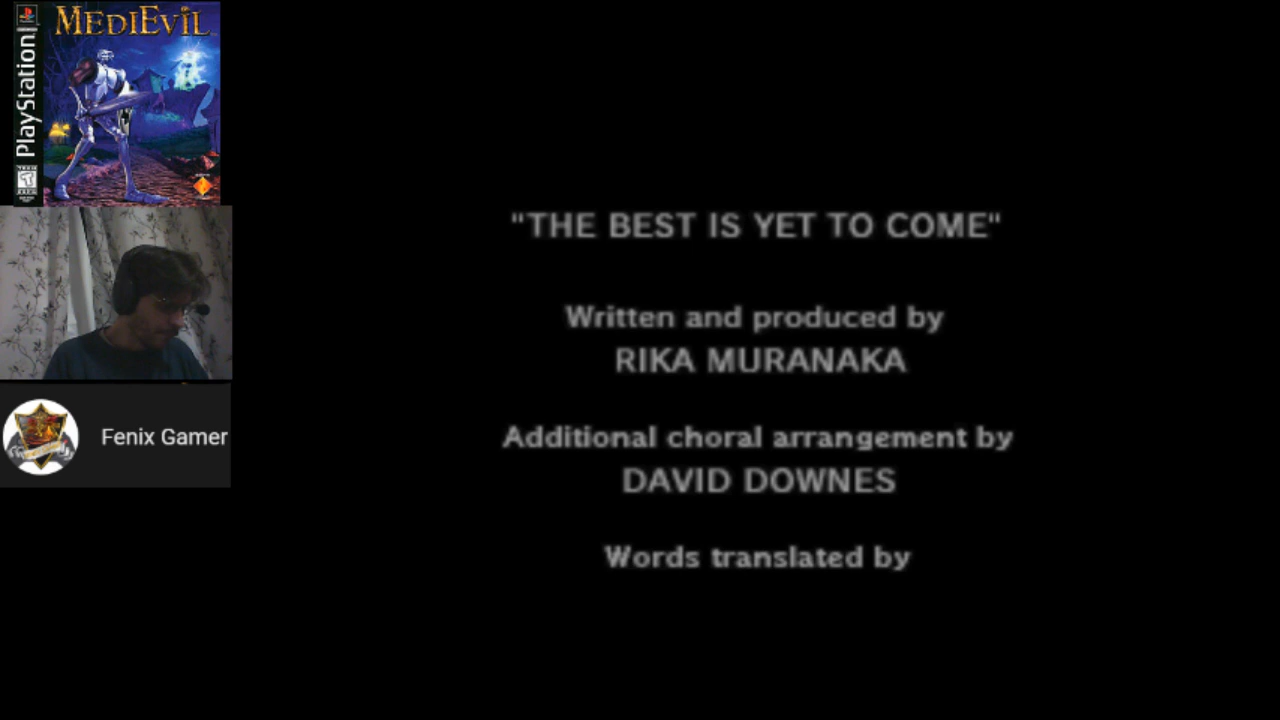 MEDIEVIL
PlayStation
"THE BEST IS YET TO COME"
Written and produced by
RIKA MURANAKA
Additional choral arrangement by
DAVID DOWNES
Words translated by
Fenix Gamer